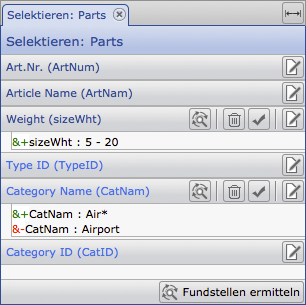 Selektieren: Parts
Selektieren: Parts
Art.Nr. (ArtNum)
Article Name (ArtNam)
Weight (sizeWht)
&+sizeWht : 5 - 20
Type ID (TypeID)
Category Name (CatNam)
&+CatNam : Air*
&-CatNam : Airport
Category ID (CatID)
Fundstellen ermitteln